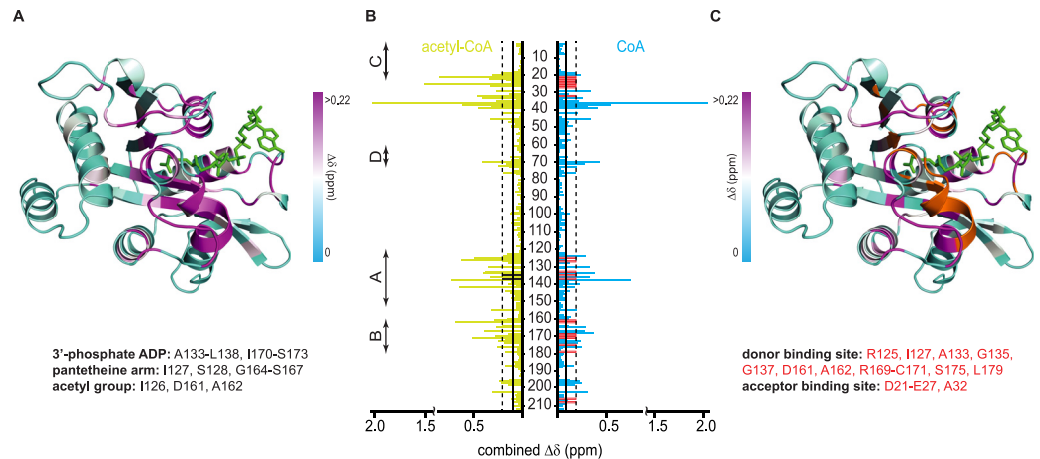 A
B
C
acetyl-CoA
CoA
C
D
A
B
10
20
30
40
50
60
70
80
90
100
110
120
130
140
150
160
170
180
190
200
210
>0.22
Δδ (ppm)
0
>0.22
Δδ (ppm)
0
2.0
1.5
0.5
0.5
2.0
combined Δδ (ppm)
3'-phosphate ADP: A133-L138, I170-S173
pantetheine arm: I127, S128, G164-S167
acetyl group: I126, D161, A162
donor binding site: R125, I127, A133, G135,
G137, D161, A162, R169-C171, S175, L179
acceptor binding site: D21-E27, A32